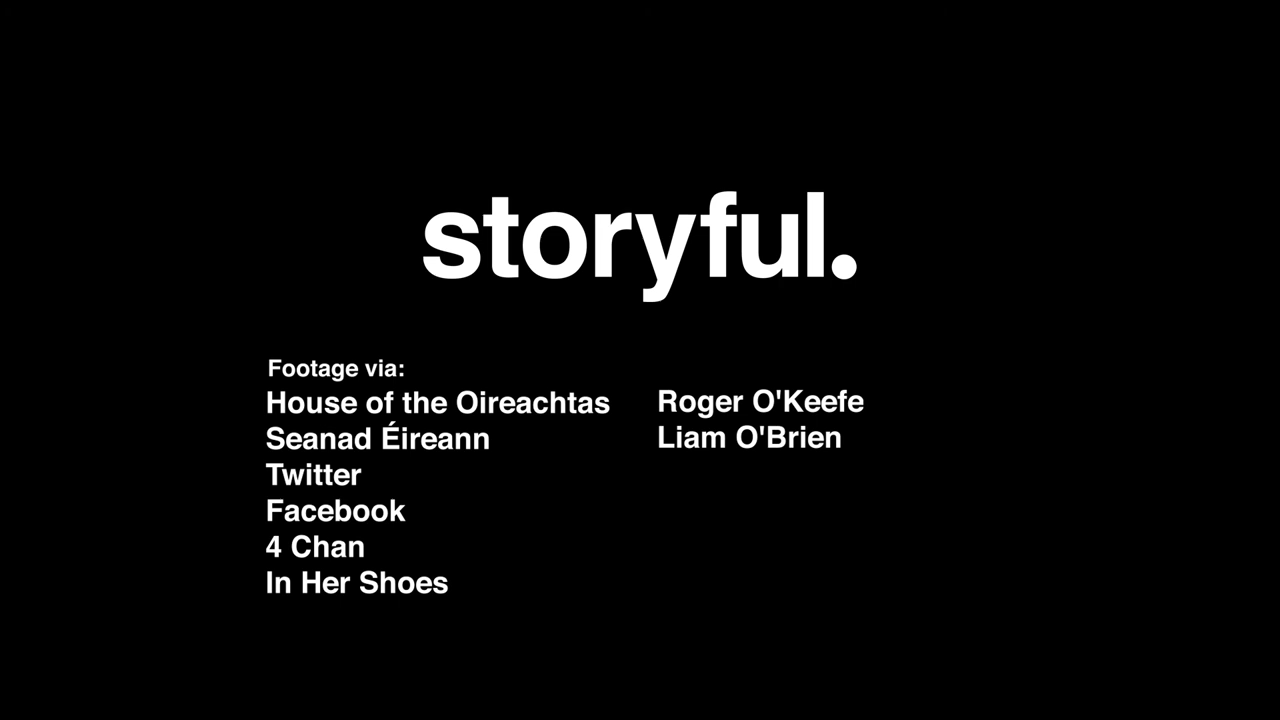 storyful.
Footage via:
House of the Oireachtas
Seanad Éireann
Twitter
Facebook
4 Chan
In Her Shoes
Roger O'Keefe
Liam O'Brien